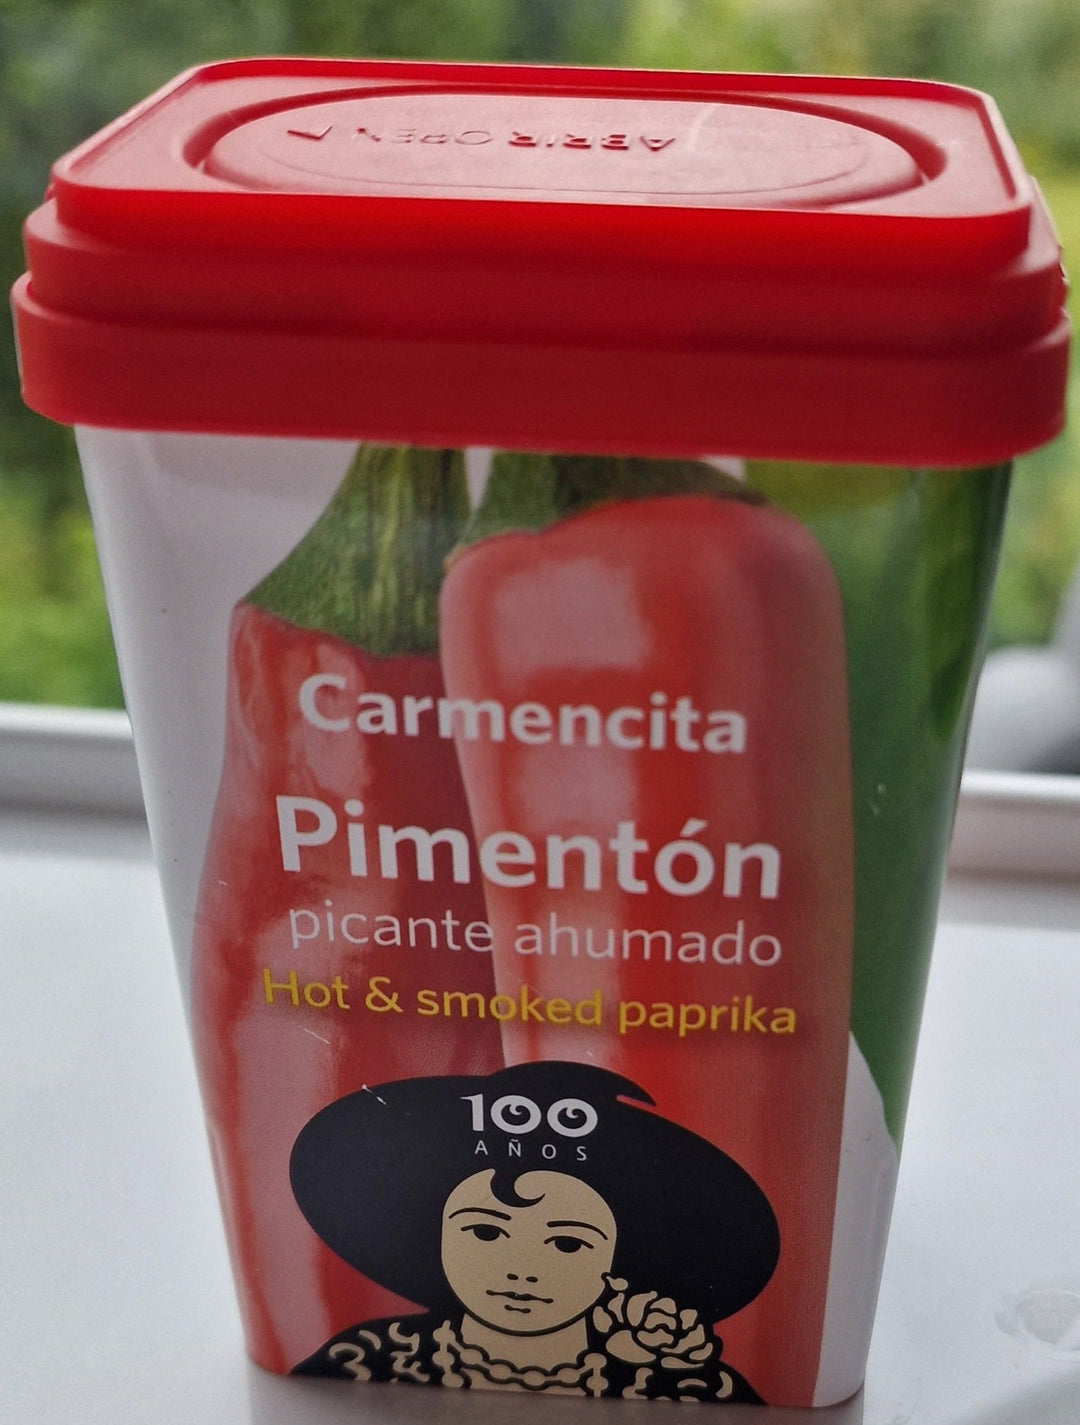 ABRIR OPEN
Carmencita
Pimentón
picante ahumado
Hot & smoked paprika
100
AÑOS